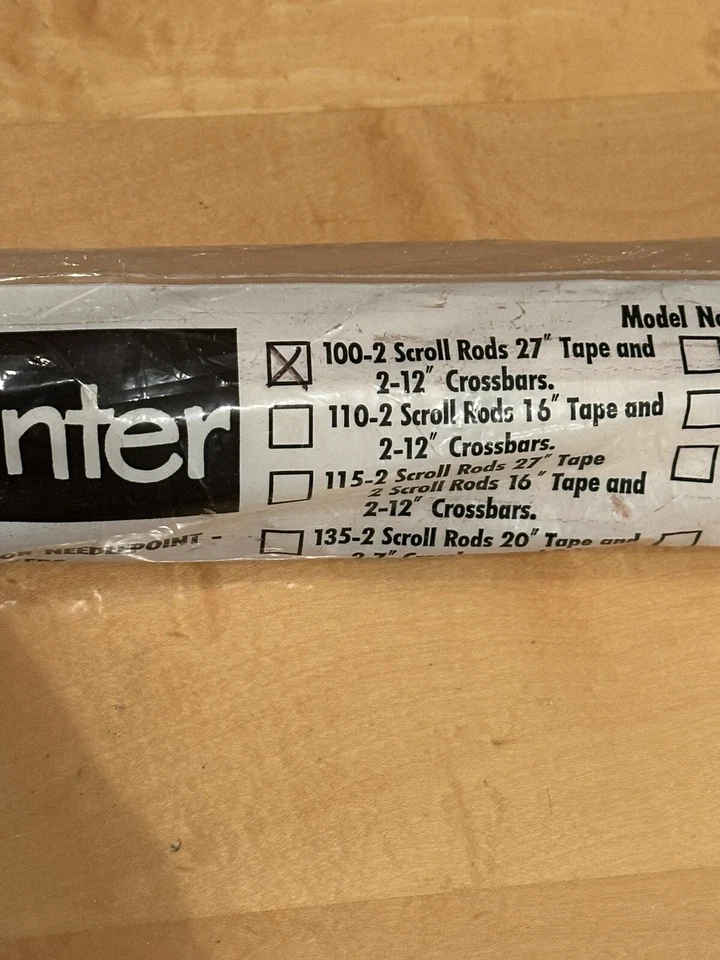 Model No
nter
100-2 Scroll Rods 27" Tape and
2-12" Crossbars.
110-2 Scroll Rods 16" Tape and
2-12" Crossbars.
115-2 Scroll Rods 27" Tape
2 Scroll Rods 16" Tape and
2-12" Crossbars.
135-2 Scroll Rods 20" Tape and
OR NEEDLEPOINT -